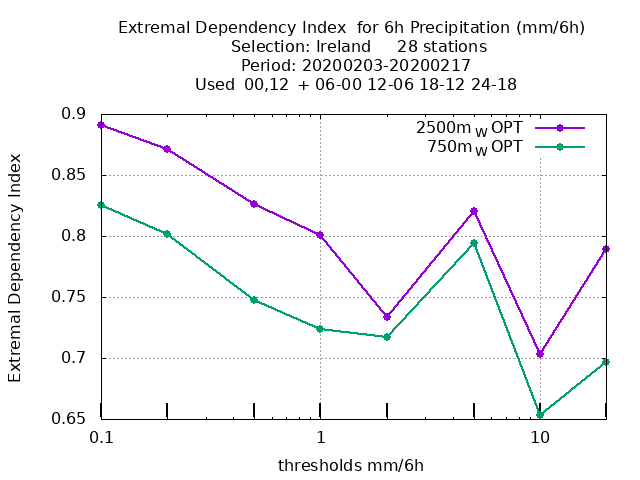 Extremal Dependency Index  for 6h Precipitation (mm/6h)
Selection: Ireland     28 stations
Period: 20200203-20200217
Used  00,12  + 06-00 12-06 18-12 24-18
2500m_W OPT
750m_W OPT
Extremal Dependency Index
0.9
0.85
0.8
0.75
0.7
0.65
0.1
1
10
thresholds mm/6h